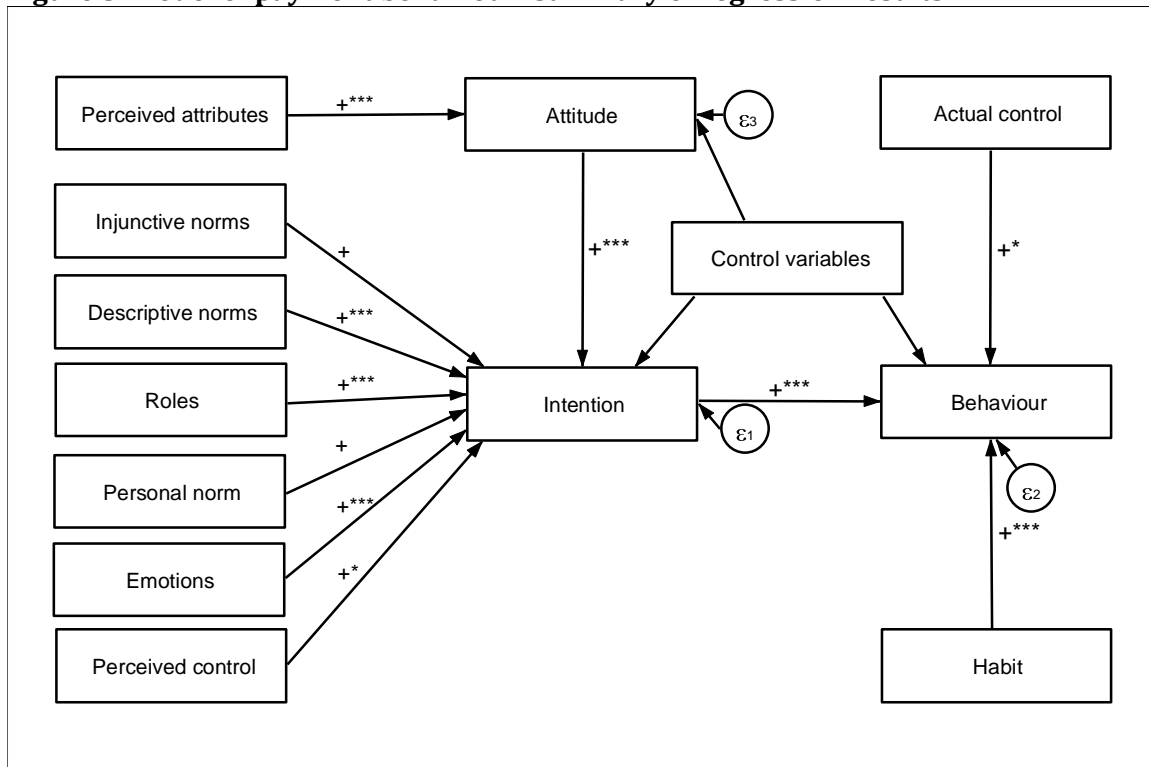 Perceived attributes
+***
Attitude
ε3
Actual control
Injunctive norms
+
+***
Control variables
+*
Descriptive norms
+***
Roles
+***
Intention
+***
Behaviour
ε1
Personal norm
+
+***
ε2
+***
Emotions
+*
Perceived control
Habit